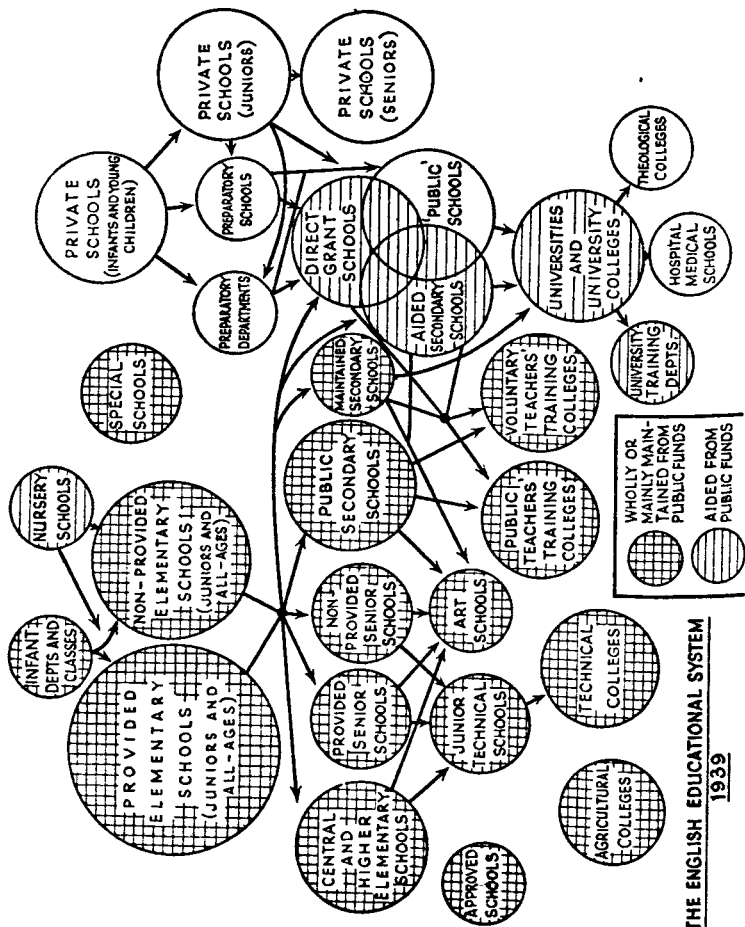 PRIVATE
SCHOOLS
(INFANTS AND YOUNG
CHILDREN)
PRIVATE
SCHOOLS
(JUNIORS)
PRIVATE
SCHOOLS
(SENIORS)
PREPARATORY
SCHOOLS
PREPARATORY
DEPARTMENTS
SPECIAL
SCHOOLS
NURSERY
SCHOOLS
INFANT
DEPTS AND
CLASSES
NON-PROVIDED
ELEMENTARY
SCHOOLS
(JUNIORS AND
ALL-AGES)
PROVIDED
ELEMENTARY
SCHOOLS
(JUNIORS AND
ALL-AGES)
DIRECT
GRANT
SCHOOLS
'PUBLIC'
SCHOOLS
AIDED
SECONDARY
SCHOOLS
MAINTAINED
SECONDARY
SCHOOLS
PUBLIC
SECONDARY
SCHOOLS
NON-
PROVIDED
SENIOR
SCHOOLS
PROVIDED
SENIOR
SCHOOLS
CENTRAL
AND
HIGHER
ELEMENTARY
SCHOOLS
UNIVERSITIES
AND
UNIVERSITY
COLLEGES
VOLUNTARY
TEACHERS'
TRAINING
COLLEGES
PUBLIC
TEACHERS'
TRAINING
COLLEGES
ART
SCHOOLS
JUNIOR
TECHNICAL
SCHOOLS
APPROVED
SCHOOLS
THEOLOGICAL
COLLEGES
HOSPITAL
MEDICAL
SCHOOLS
UNIVERSITY
TRAINING
DEPTS.
TECHNICAL
COLLEGES
AGRICULTURAL
COLLEGES
WHOLLY OR
MAINLY MAIN-
TAINED FROM
PUBLIC FUNDS
AIDED FROM
PUBLIC FUNDS
THE ENGLISH EDUCATIONAL SYSTEM
1939